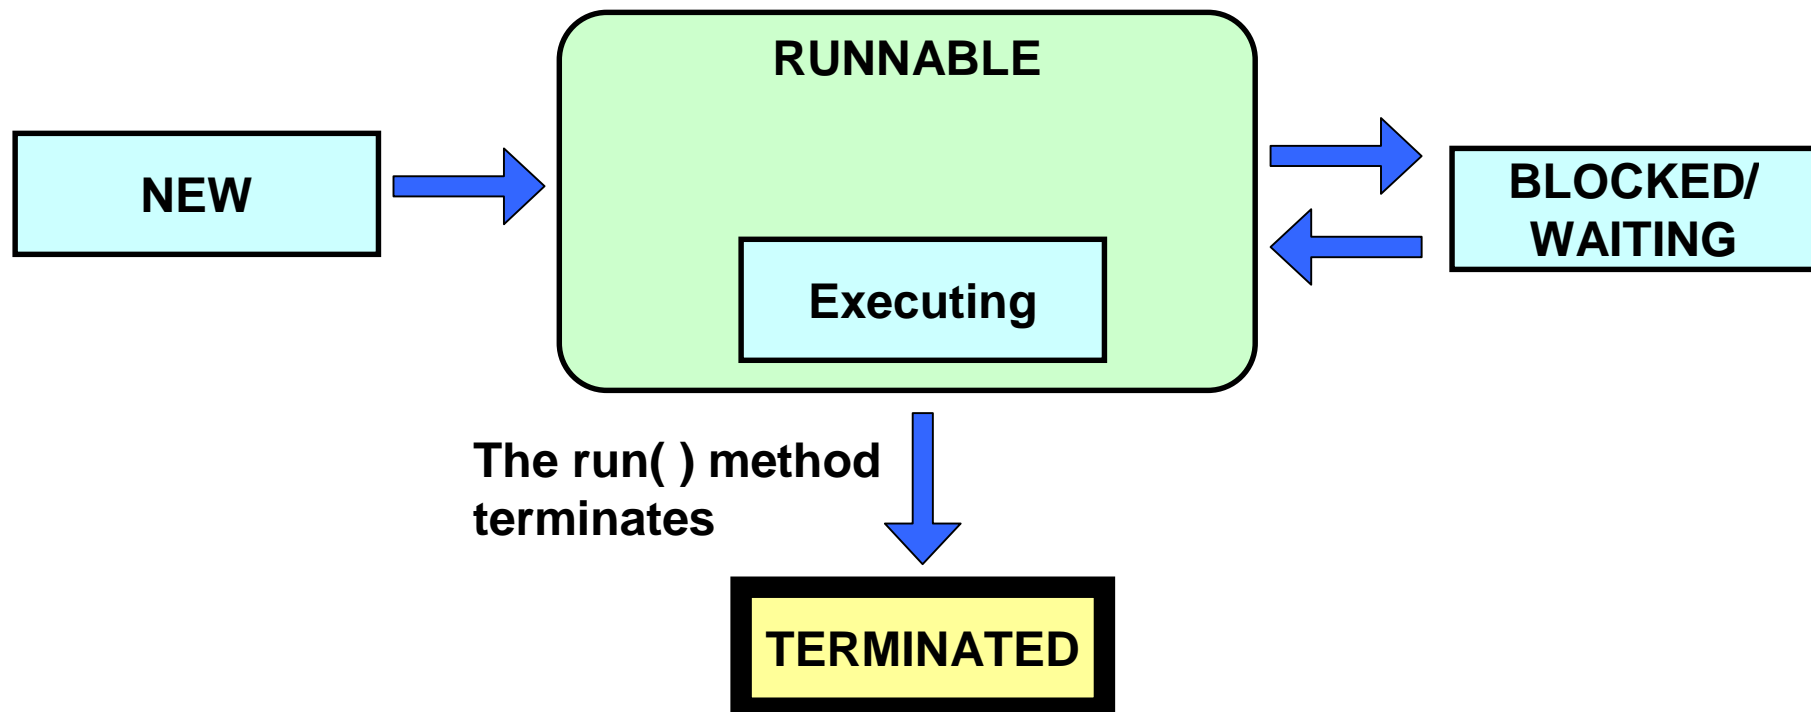 RUNNABLE
NEW
BLOCKED/
WAITING
Executing
The run( ) method
terminates
TERMINATED